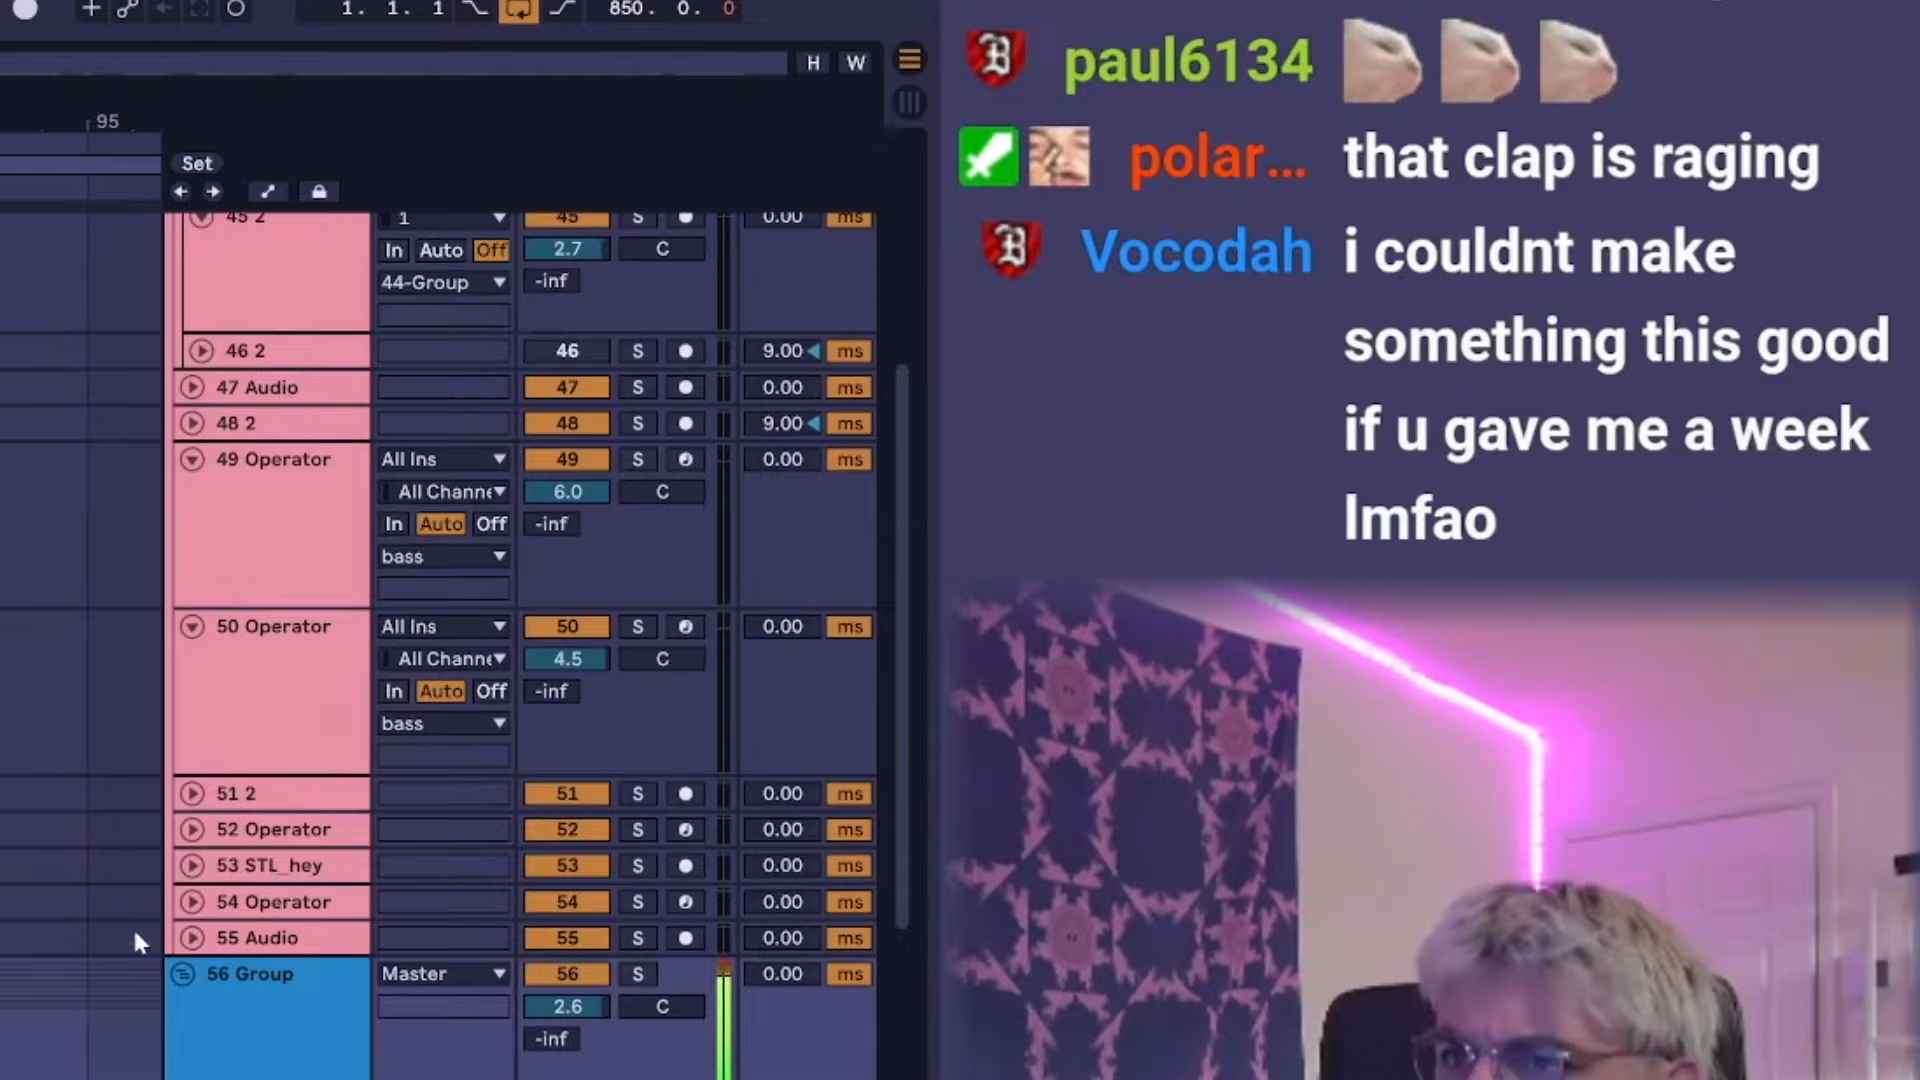 1. 1. 1 850. 0. 0
H W
95
Set
45 2 1 45 S 0.00 ms
In Auto Off 2.7 C
44-Group -inf
46 2 46 S 9.00 ms
47 Audio 47 S 0.00 ms
48 2 48 S 9.00 ms
49 Operator All Ins 49 S 0.00 ms
All Channe 6.0 C
In Auto Off -inf
bass
50 Operator All Ins 50 S 0.00 ms
All Channe 4.5 C
In Auto Off -inf
bass
51 2 51 S 0.00 ms
52 Operator 52 S 0.00 ms
53 STL_hey 53 S 0.00 ms
54 Operator 54 S 0.00 ms
55 Audio 55 S 0.00 ms
56 Group Master 56 S 0.00 ms
2.6 C
-inf
B paul6134
polar... that clap is raging
B Vocodah i couldnt make
something this good
if u gave me a week
lmfao